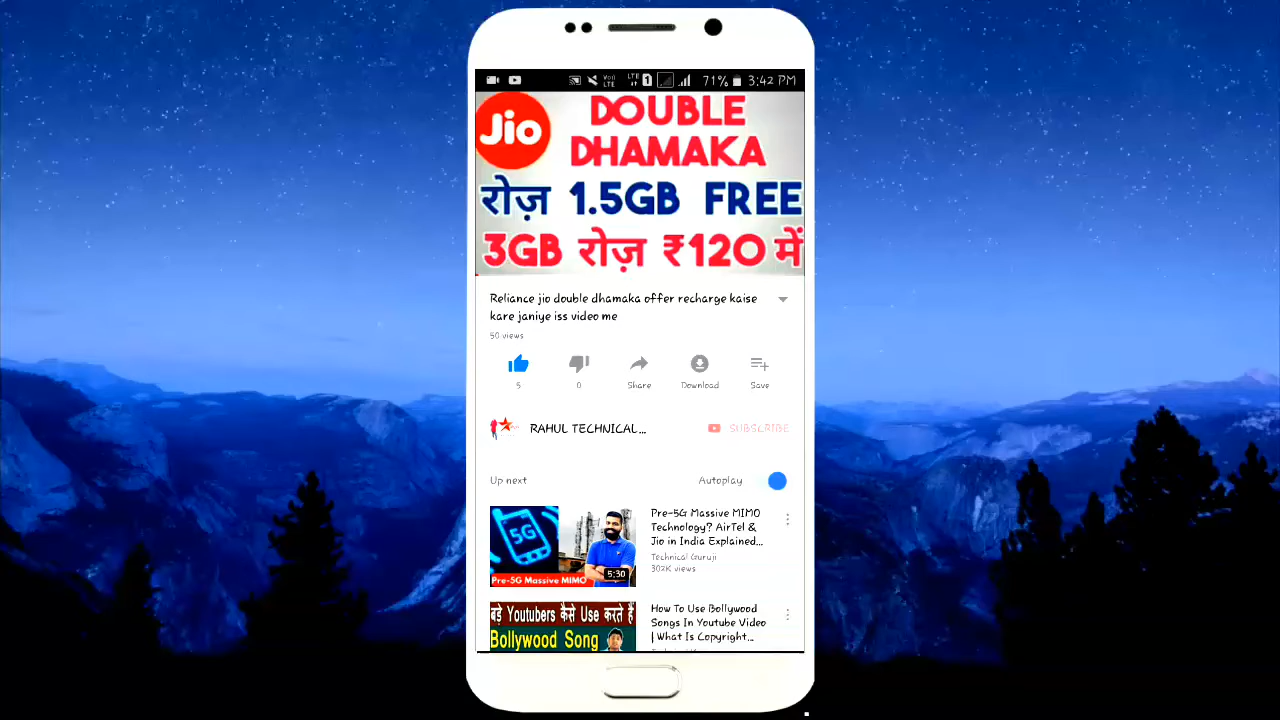 VoLTE LTE 1 71% 3:42 PM
Jio
DOUBLE
DHAMAKA
रोज़ 1.5GB FREE
3GB रोज़ ₹120 में
Reliance jio double dhamaka offer recharge kaise
kare janiye iss video me
50 views
5 0 Share Download Save
RAHUL TECHNICAL... SUBSCRIBE
Up next Autoplay
5G
5:30
Pre-5G Massive MIMO
Pre-5G Massive MIMO
Technology? AirTel &
Jio in India Explained...
Technical Guruji
302K views
बड़े Youtubers कैसे Use करते हैं
Bollywood Song
How To Use Bollywood
Songs In Youtube Video
| What Is Copyright...